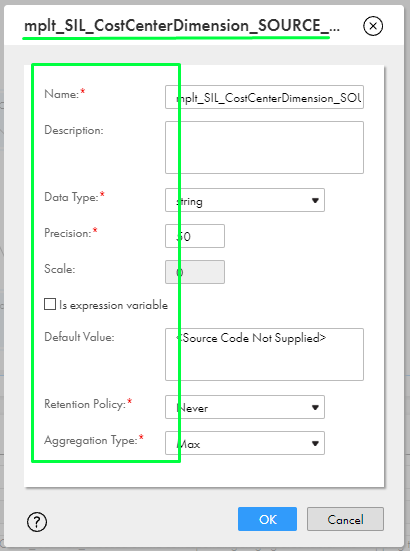 mplt_SIL_CostCenterDimension_SOURCE_...
Name:*
mplt_SIL_CostCenterDimension_SOU
Description:
Data Type:*
string
Precision:*
50
Scale:
0
Is expression variable
Default Value:
<Source Code Not Supplied>
Retention Policy:*
Never
Aggregation Type:*
Max
?
OK
Cancel